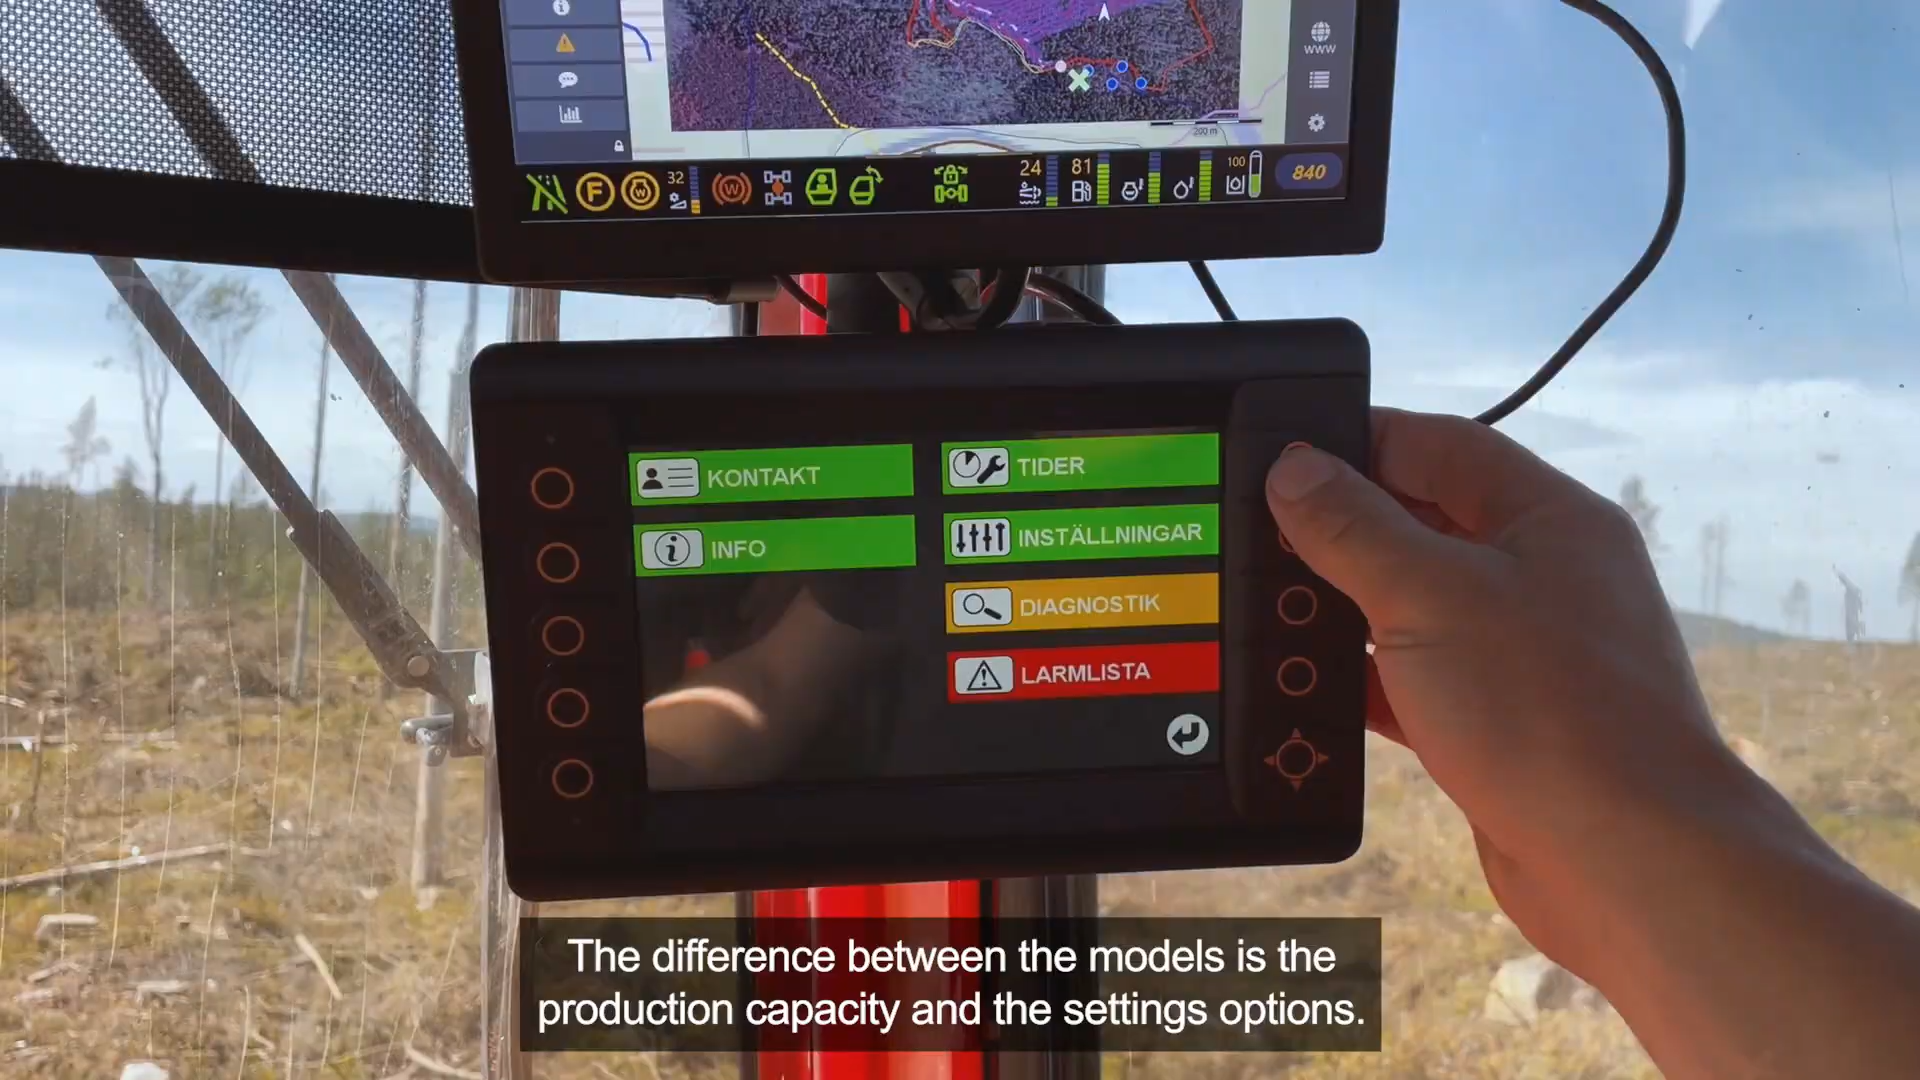 WWW
200 m
32
24
81
100
840
F
W
W
KONTAKT
INFO
TIDER
INSTÄLLNINGAR
DIAGNOSTIK
LARMLISTA
The difference between the models is the
production capacity and the settings options.